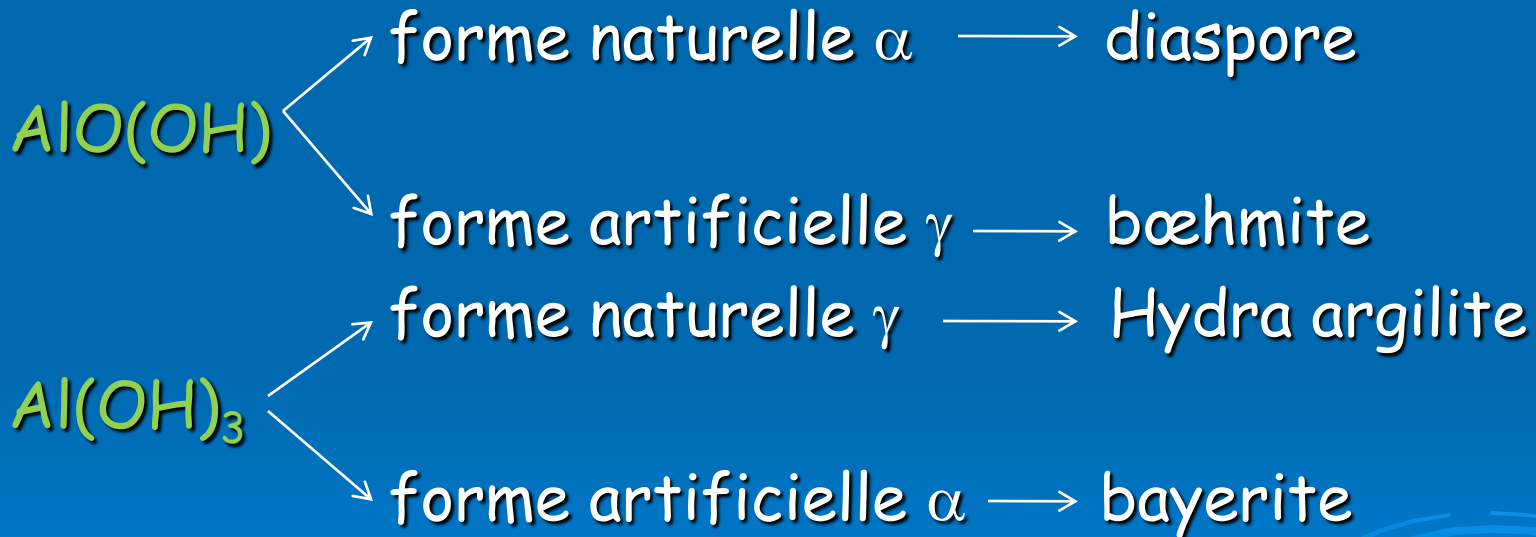 forme naturelle α → diaspore
AlO(OH)
forme artificielle γ → bœhmite
forme naturelle γ → Hydra argilite
Al(OH)₃
forme artificielle α → bayerite